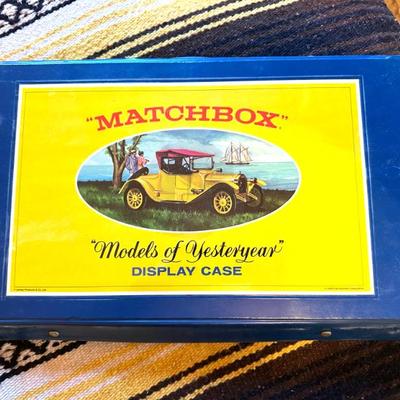 "MATCHBOX"
"Models of Yesteryear"
DISPLAY CASE